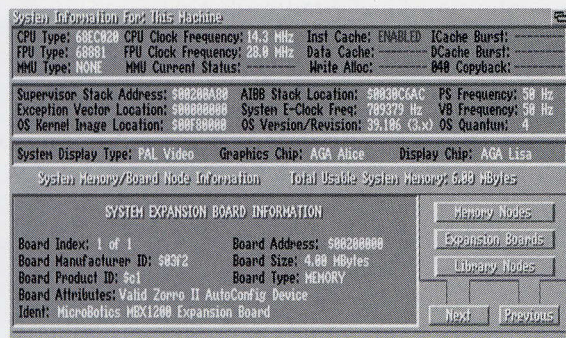 System Information For: This Machine
CPU Type: 68EC020 CPU Clock Frequency: 14.3 MHz Inst Cache: ENABLED ICache Burst: -----
FPU Type: 68881 FPU Clock Frequency: 28.0 MHz Data Cache: ----- DCache Burst: -----
MMU Type: NONE MMU Current Status: ----- Write Alloc: ----- 040 Copyback: -----
Supervisor Stack Address: $00200A80 AIBB Stack Location: $0030C6AC PS Frequency: 50 Hz
Exception Vector Location: $00000000 System E-Clock Freq: 709379 Hz VB Frequency: 50 Hz
OS Kernel Image Location: $00F80000 OS Version/Revision: 39.106 (3.x) OS Quantum: 4
System Display Type: PAL Video Graphics Chip: AGA Alice Display Chip: AGA Lisa
System Memory/Board Node Information Total Usable System Memory: 6.00 MBytes
SYSTEM EXPANSION BOARD INFORMATION
Board Index: 1 of 1 Board Address: $00200000
Board Manufacturer ID: $03f2 Board Size: 4.00 MBytes
Board Product ID: $c1 Board Type: MEMORY
Board Attributes: Valid Zorro II AutoConfig Device
Ident: MicroBotics MBX1200 Expansion Board
Memory Nodes
Expansion Boards
Library Nodes
Next Previous